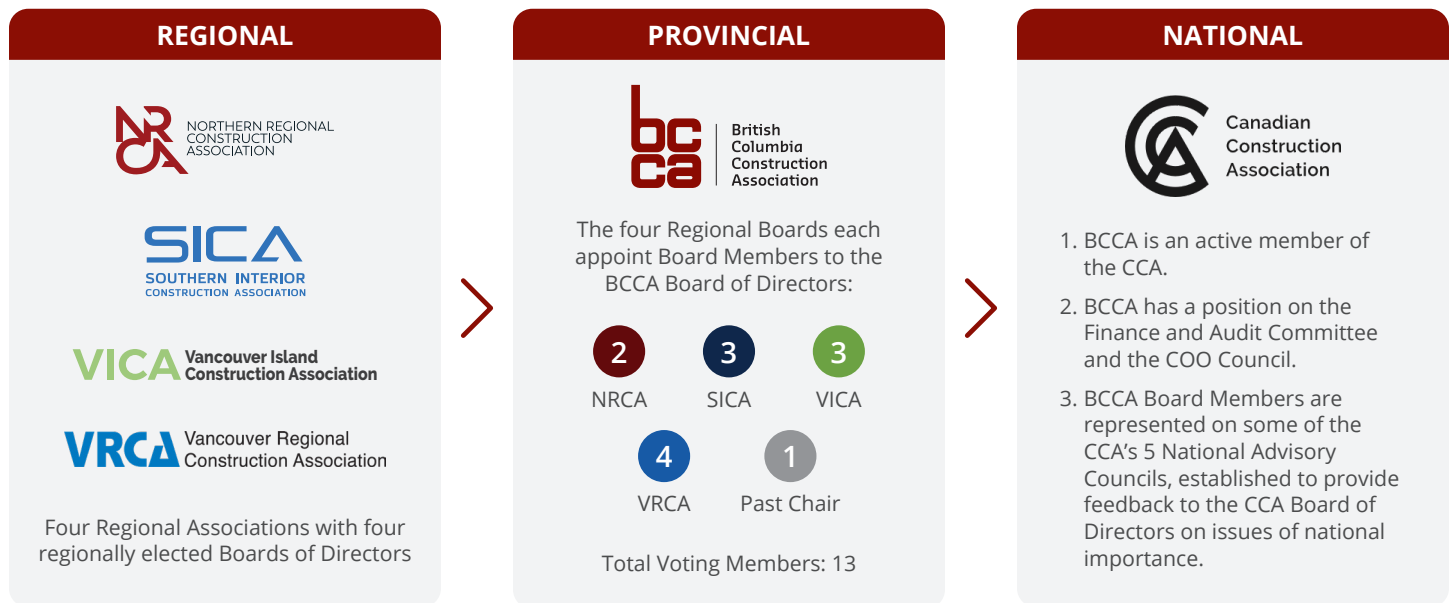 REGIONAL
NRCA
NORTHERN REGIONAL
CONSTRUCTION
ASSOCIATION
SICA
SOUTHERN INTERIOR
CONSTRUCTION ASSOCIATION
VICA
Vancouver Island
Construction Association
VRCA
Vancouver Regional
Construction Association
Four Regional Associations with four
regionally elected Boards of Directors
PROVINCIAL
bc
ca
British
Columbia
Construction
Association
The four Regional Boards each
appoint Board Members to the
BCCA Board of Directors:
2 3 3
NRCA SICA VICA
4 1
VRCA Past Chair
Total Voting Members: 13
NATIONAL
CCA
Canadian
Construction
Association
1. BCCA is an active member of
the CCA.
2. BCCA has a position on the
Finance and Audit Committee
and the COO Council.
3. BCCA Board Members are
represented on some of the
CCA's 5 National Advisory
Councils, established to provide
feedback to the CCA Board of
Directors on issues of national
importance.